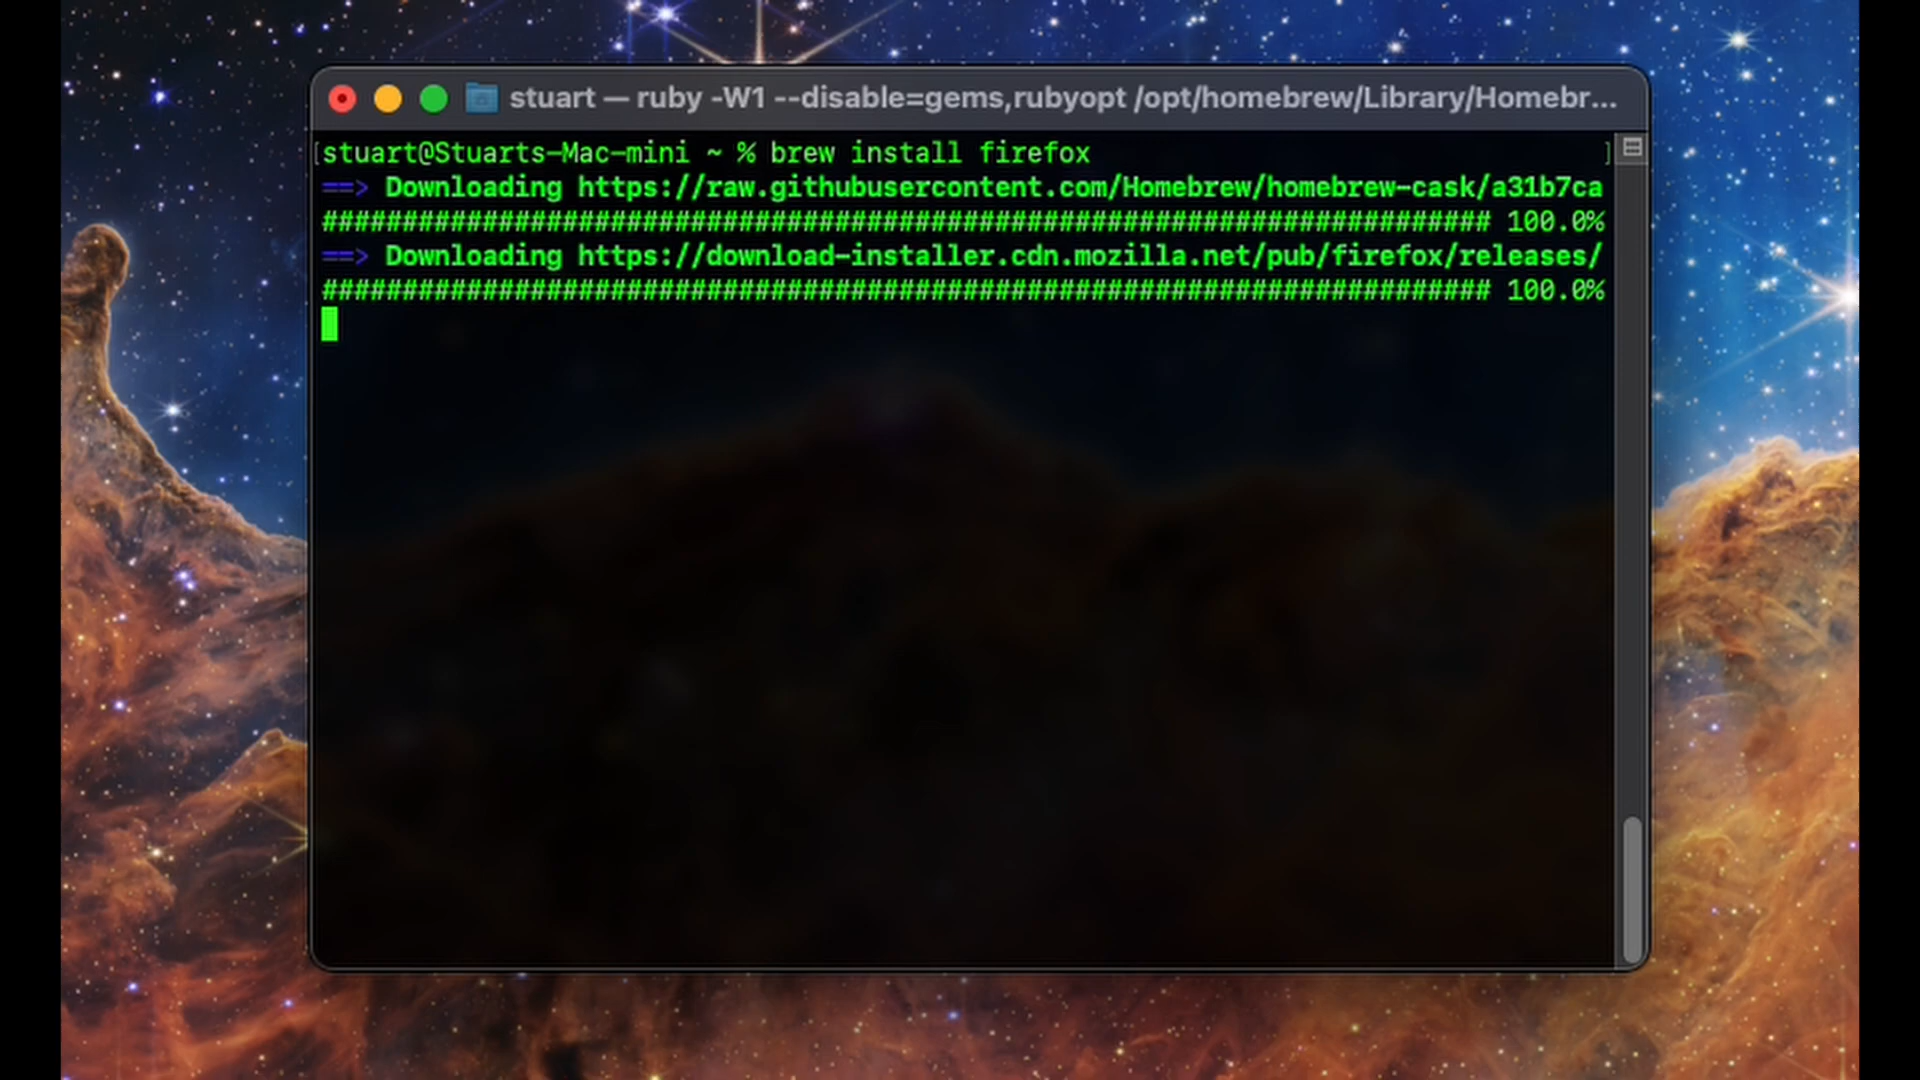 stuart — ruby -W1 --disable=gems,rubyopt /opt/homebrew/Library/Homebr...
[stuart@Stuarts-Mac-mini ~ % brew install firefox ]
==> Downloading https://raw.githubusercontent.com/Homebrew/homebrew-cask/a31b7ca
######################################################################### 100.0%
==> Downloading https://download-installer.cdn.mozilla.net/pub/firefox/releases/
######################################################################### 100.0%